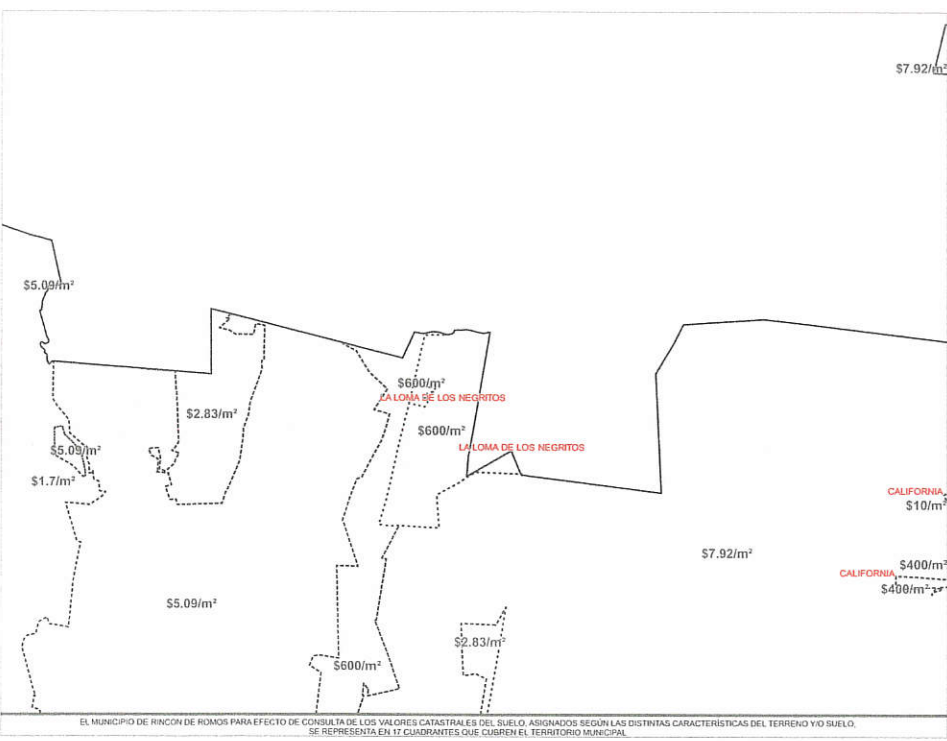 $7.92/m²
$5.09/m²
$600/m²
LA LOMA DE LOS NEGRITOS
$2.83/m²
$600/m²
LA LOMA DE LOS NEGRITOS
$5.09/m²
$1.7/m²
CALIFORNIA
$10/m²
$7.92/m²
$400/m²
CALIFORNIA
$400/m²
$5.09/m²
$2.83/m²
$600/m²
EL MUNICIPIO DE RINCON DE ROMOS PARA EFECTO DE CONSULTA DE LOS VALORES CATASTRALES DEL SUELO, ASIGNADOS SEGÚN LAS DISTINTAS CARACTERÍSTICAS DEL TERRENO Y/O SUELO,
SE REPRESENTA EN 17 CUADRANTES QUE CUBREN EL TERRITORIO MUNICIPAL